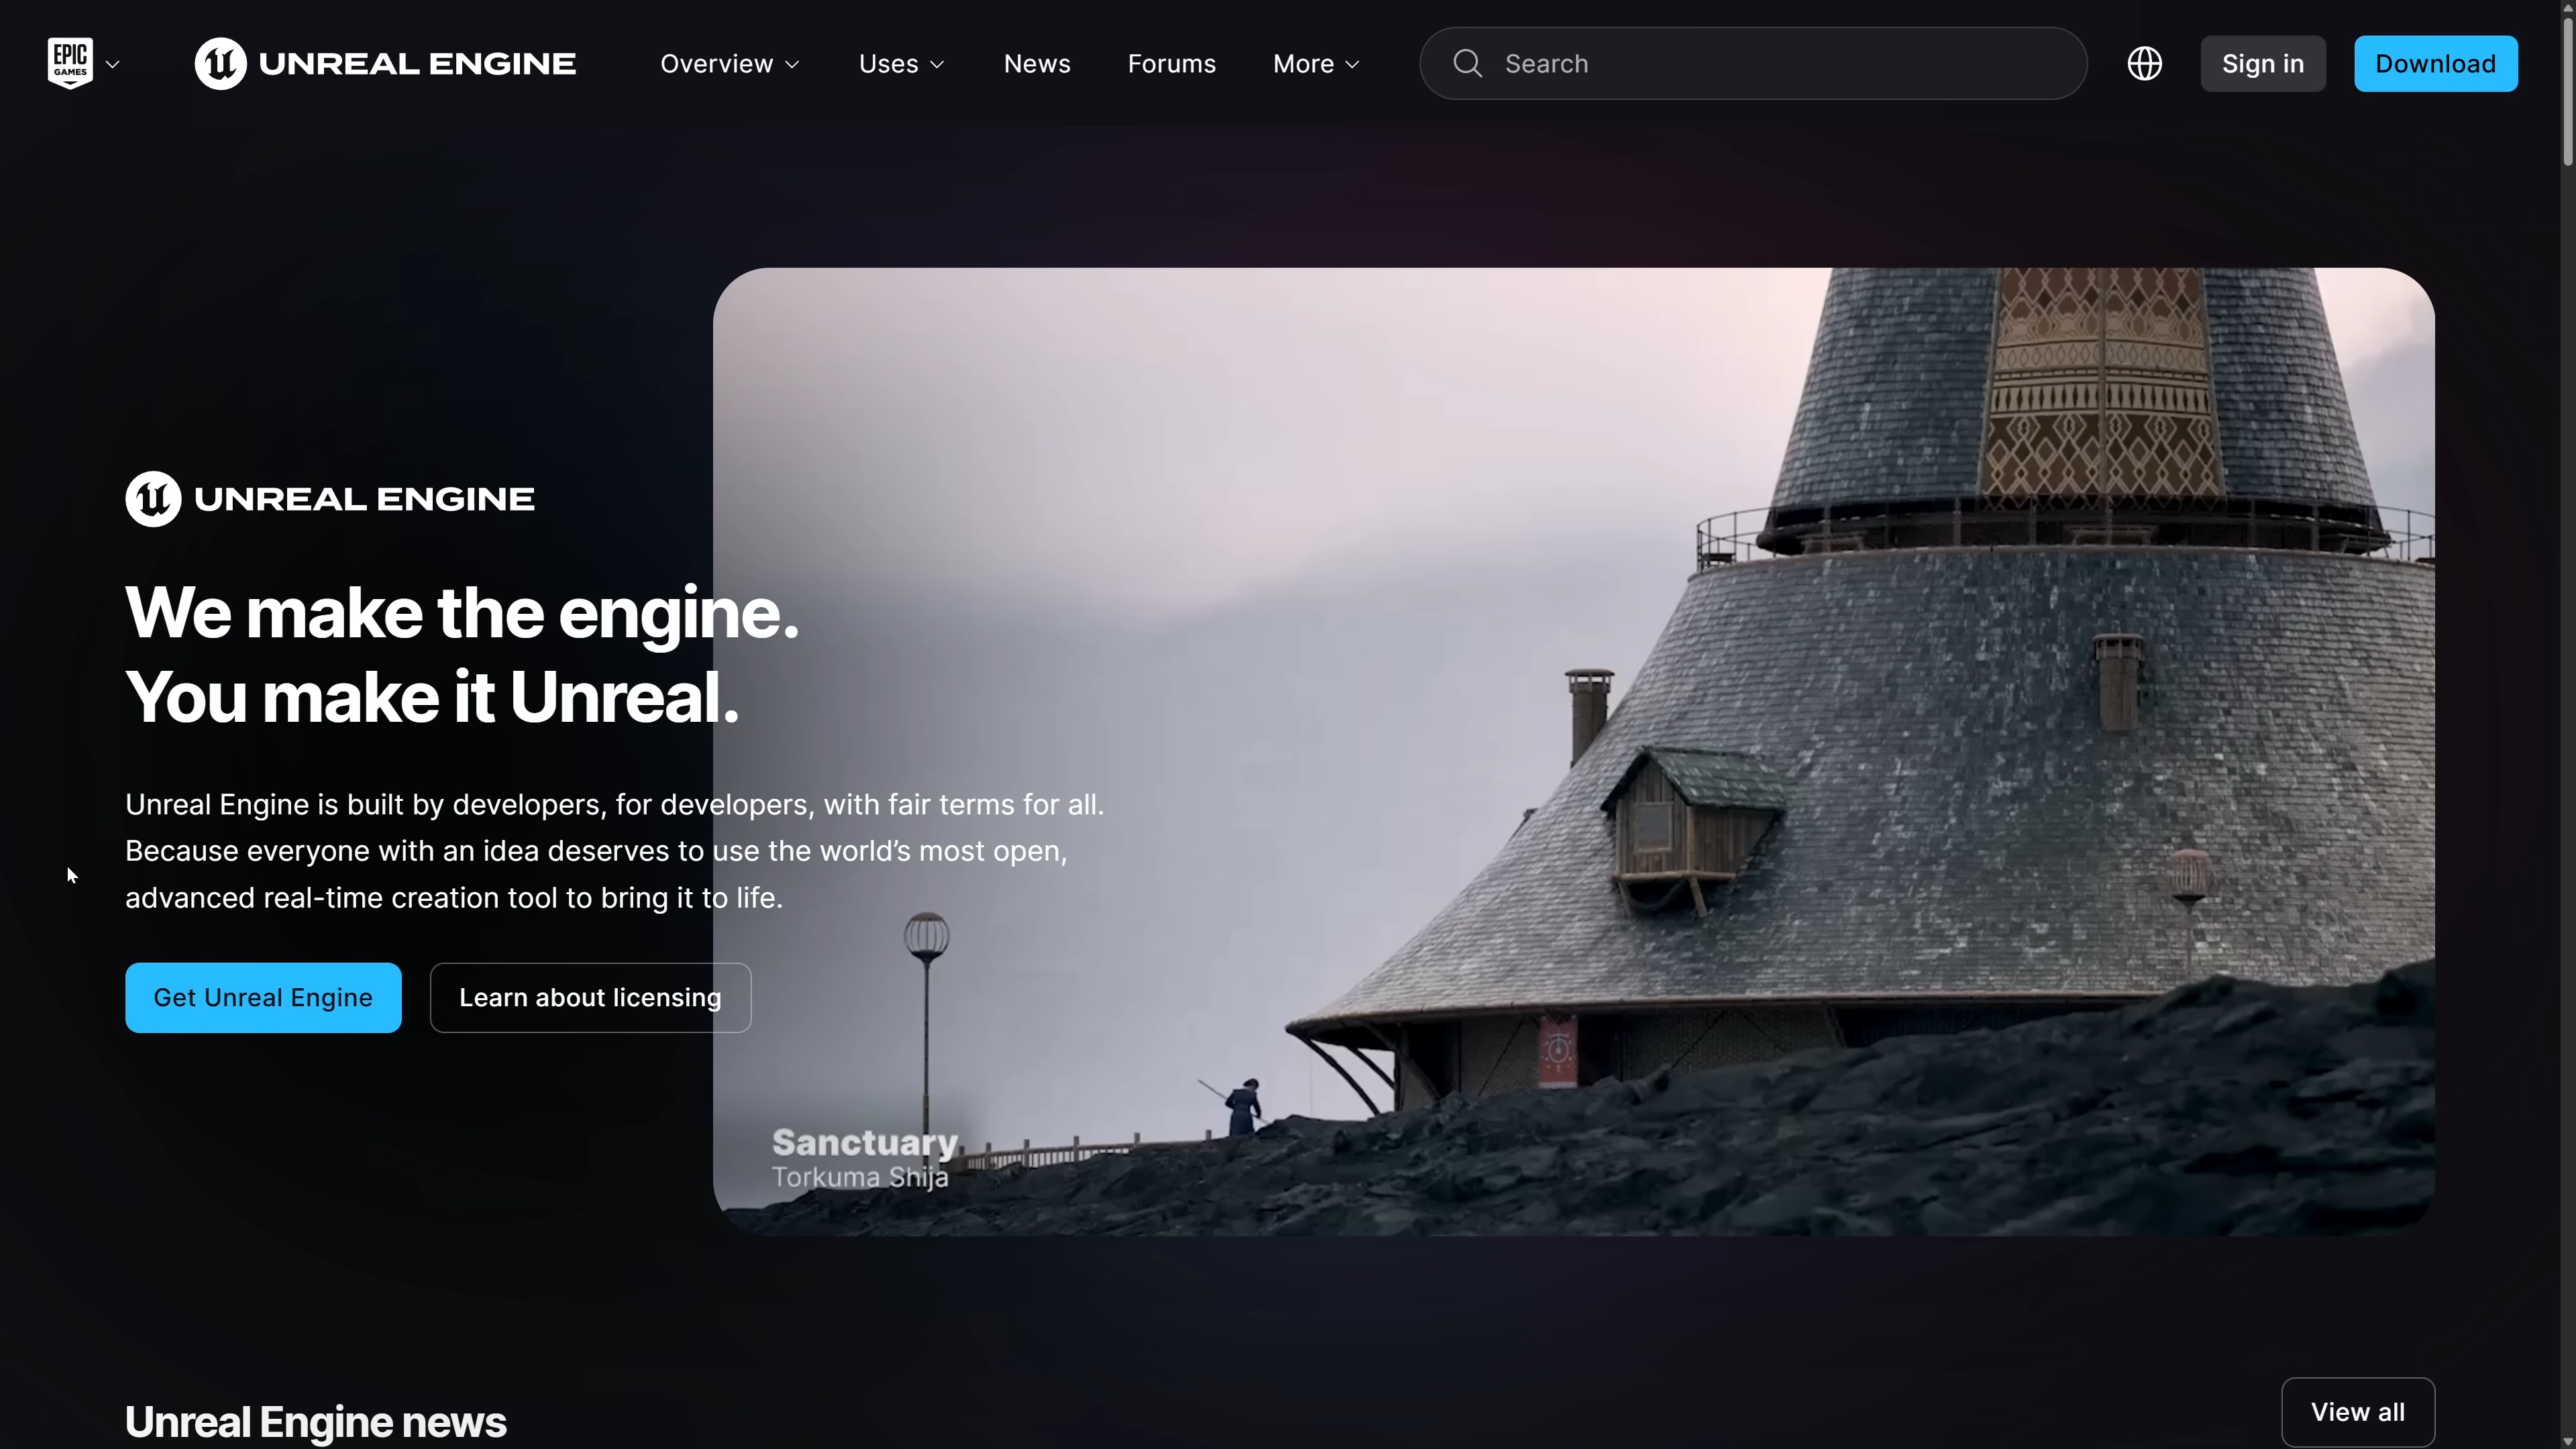 EPIC
GAMES
UNREAL ENGINE
Overview
Uses
News
Forums
More
Search
Sign in
Download
UNREAL ENGINE
We make the engine.
You make it Unreal.
Unreal Engine is built by developers, for developers, with fair terms for all.
Because everyone with an idea deserves to use the world’s most open,
advanced real-time creation tool to bring it to life.
Get Unreal Engine
Learn about licensing
Sanctuary
Torkuma Shija
Unreal Engine news
View all